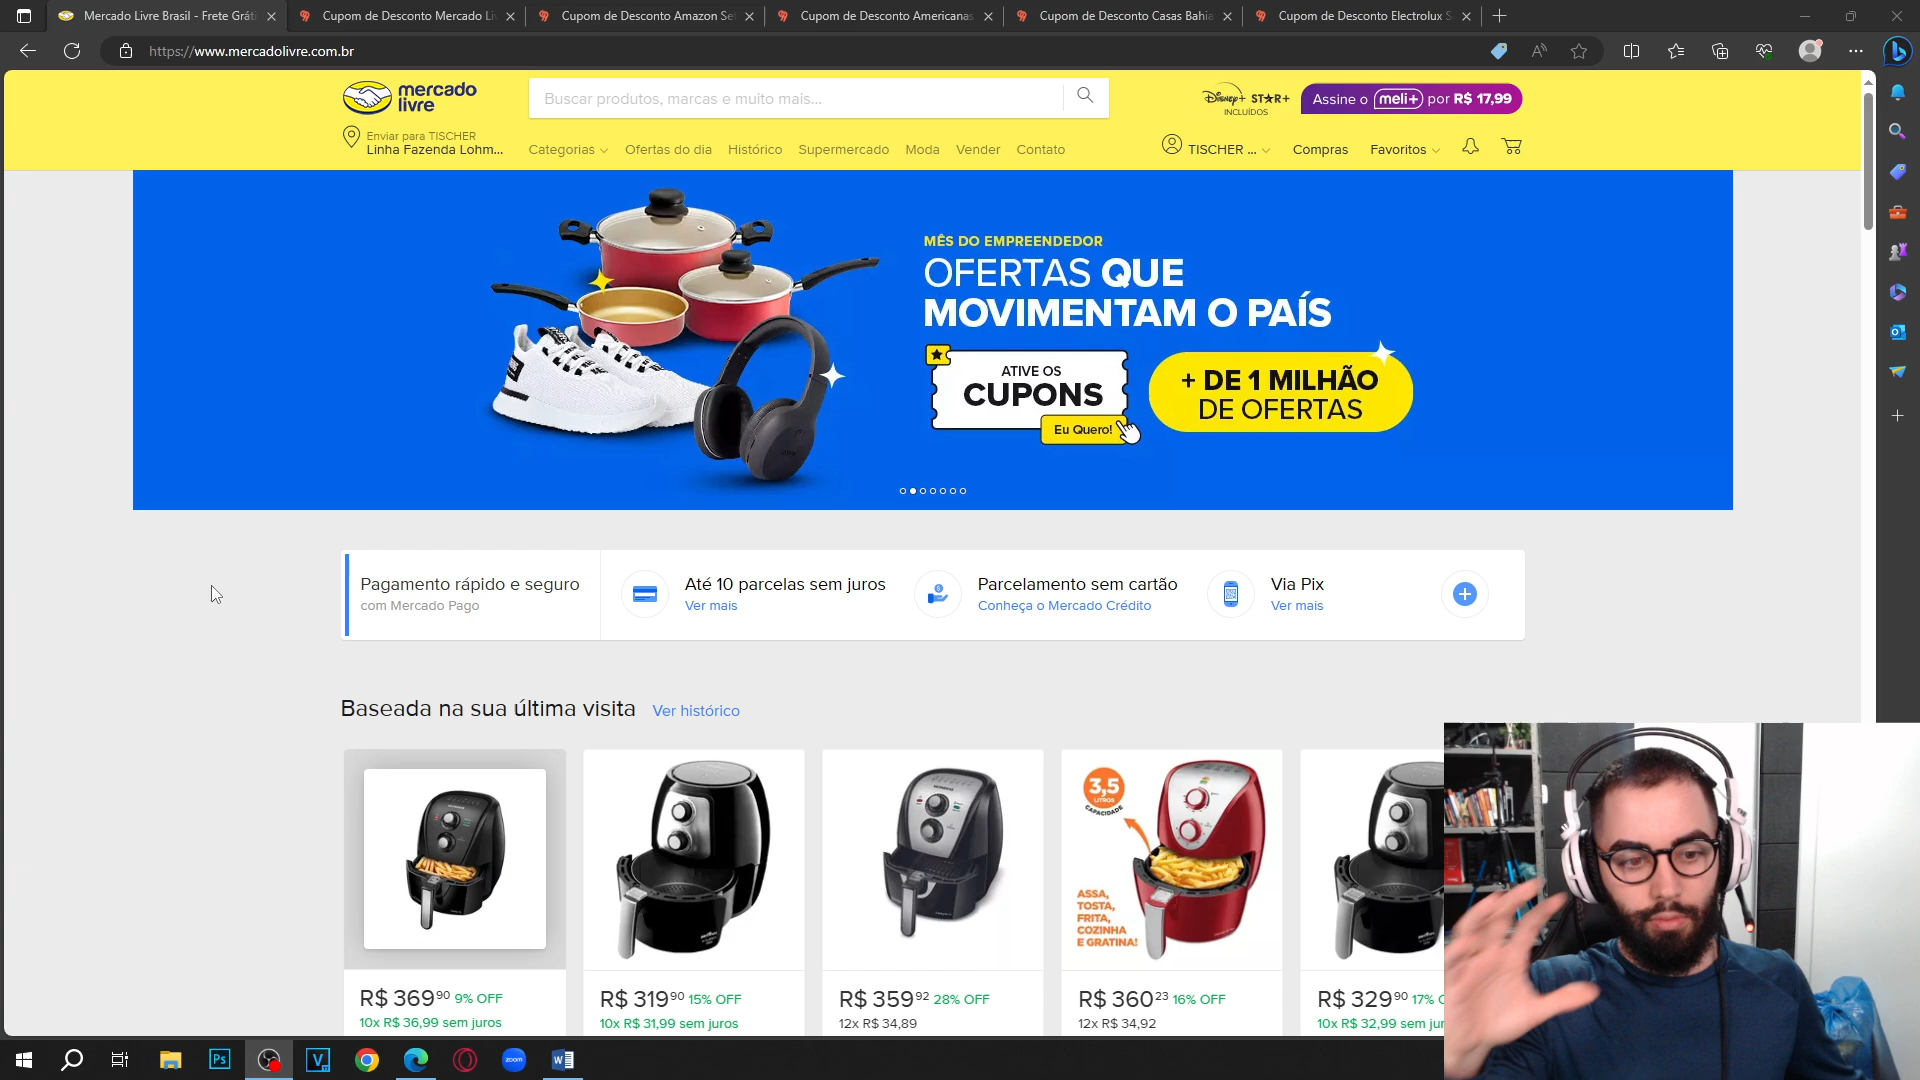 Mercado Livre Brasil - Frete Gráti
Cupom de Desconto Mercado Li
Cupom de Desconto Amazon Se
Cupom de Desconto Americanas
Cupom de Desconto Casas Bahia
Cupom de Desconto Electrolux S
https://www.mercadolivre.com.br
mercado
livre
Buscar produtos, marcas e muito mais...
Disney+ STAR+
INCLUÍDOS
Assine o meli+ por R$ 17,99
Enviar para TISCHER
Linha Fazenda Lohm...
Categorias
Ofertas do dia
Histórico
Supermercado
Moda
Vender
Contato
TISCHER ...
Compras
Favoritos
MÊS DO EMPREENDEDOR
OFERTAS QUE
MOVIMENTAM O PAÍS
ATIVE OS
CUPONS
Eu Quero!
+ DE 1 MILHÃO
DE OFERTAS
Pagamento rápido e seguro
com Mercado Pago
Até 10 parcelas sem juros
Ver mais
Parcelamento sem cartão
Conheça o Mercado Crédito
Via Pix
Ver mais
Baseada na sua última visita
Ver histórico
3,5
LITROS
CAPACIDADE
ASSA,
TOSTA,
FRITA,
COZINHA
E GRATINA!
R$ 369 90 9% OFF
10x R$ 36,99 sem juros
R$ 319 90 15% OFF
10x R$ 31,99 sem juros
R$ 359 92 28% OFF
12x R$ 34,89
R$ 360 23 16% OFF
12x R$ 34,92
R$ 329 90 17%
10x R$ 32,99 sem jur
Ps
V
zoom
W